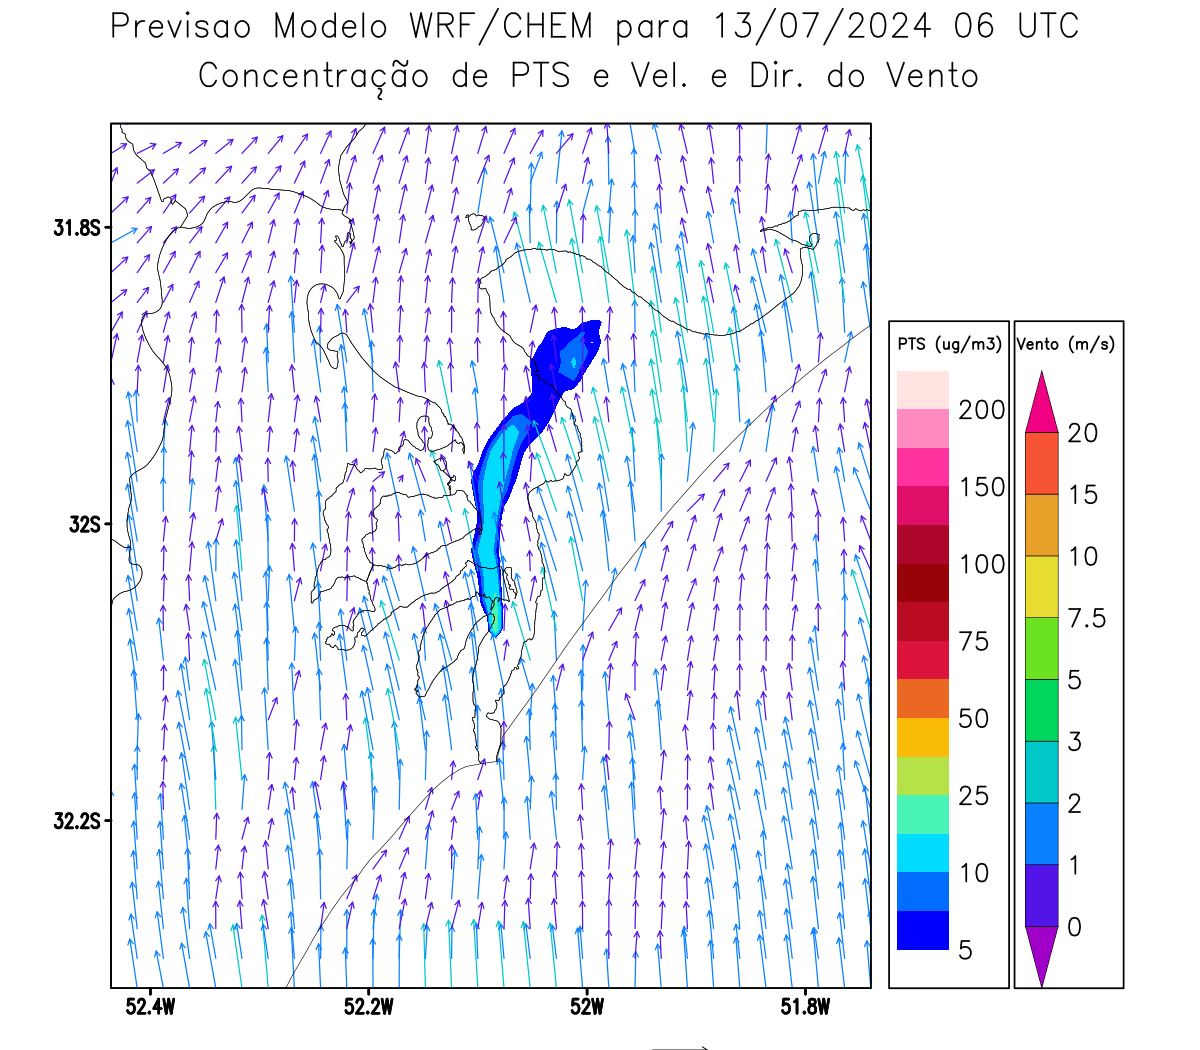 Previsao Modelo WRF/CHEM para 13/07/2024 06 UTC
Concentração de PTS e Vel. e Dir. do Vento
31.8S
32S
32.2S
52.4W
52.2W
52W
51.8W
PTS (ug/m3)
200
150
100
75
50
25
10
5
Vento (m/s)
20
15
10
7.5
5
3
2
1
0